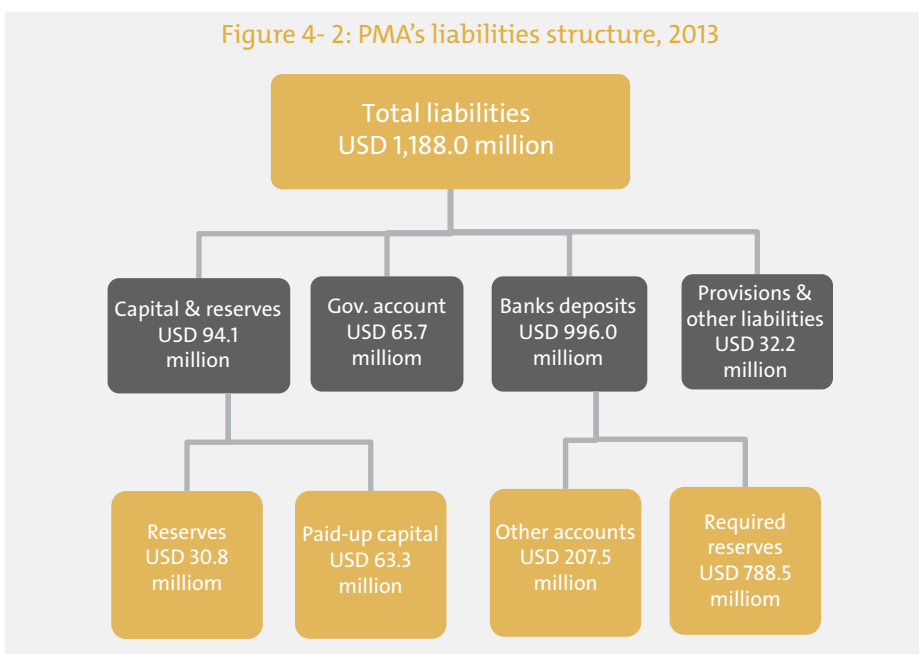 Figure 4- 2: PMA’s liabilities structure, 2013
Total liabilities
USD 1,188.0 million
Capital & reserves
USD 94.1
million
Gov. account
USD 65.7
milliom
Banks deposits
USD 996.0
milliom
Provisions &
other liabilities
USD 32.2
million
Reserves
USD 30.8
milliom
Paid-up capital
USD 63.3
million
Other accounts
USD 207.5
million
Required
reserves
USD 788.5
milliom